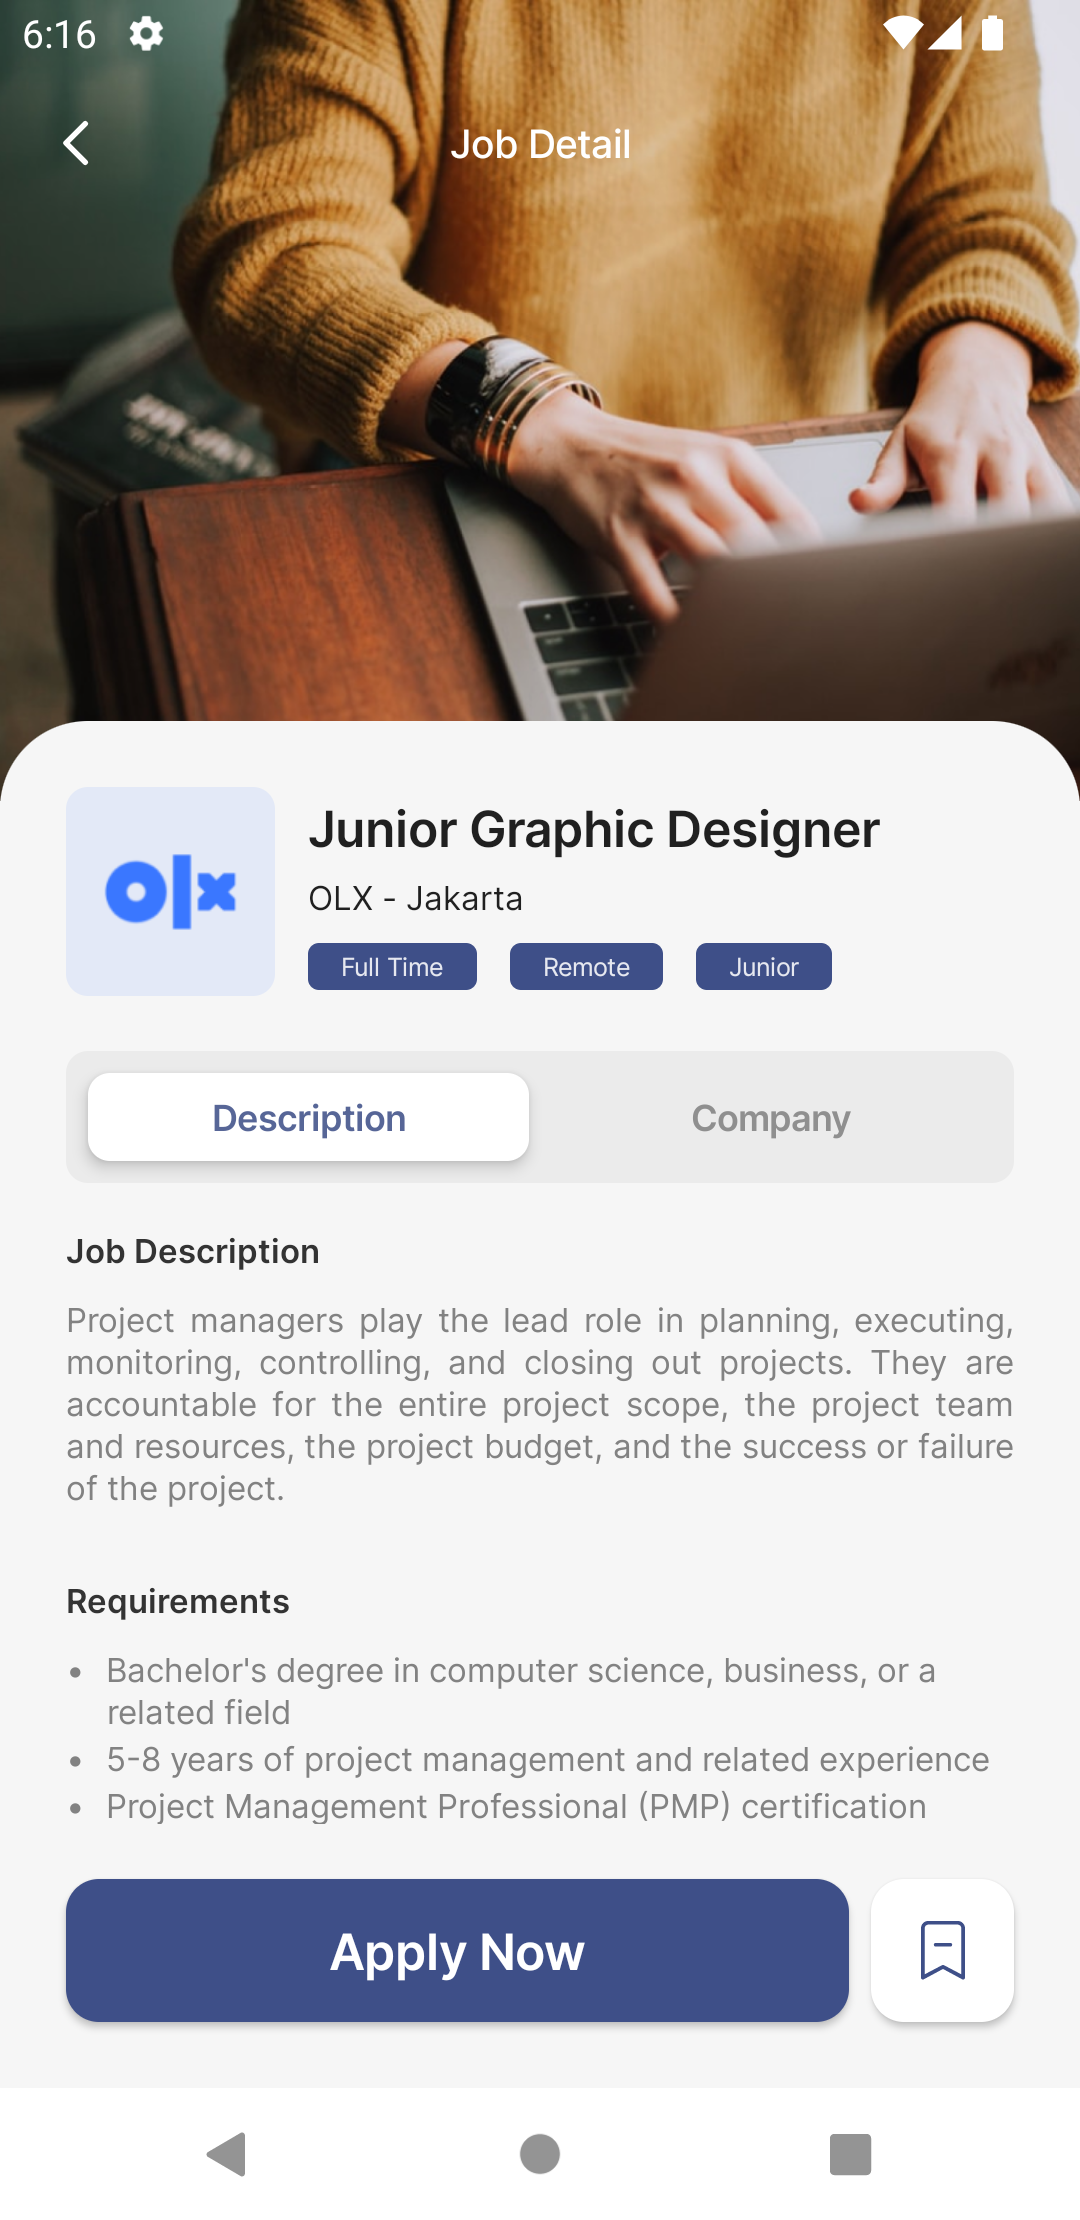 6:16
Job Detail
olx
Junior Graphic Designer
OLX - Jakarta
Full Time
Remote
Junior
Description
Company
Job Description
Project managers play the lead role in planning, executing,
monitoring, controlling, and closing out projects. They are
accountable for the entire project scope, the project team
and resources, the project budget, and the success or failure
of the project.
Requirements
• Bachelor's degree in computer science, business, or a
related field
• 5-8 years of project management and related experience
• Project Management Professional (PMP) certification
Apply Now